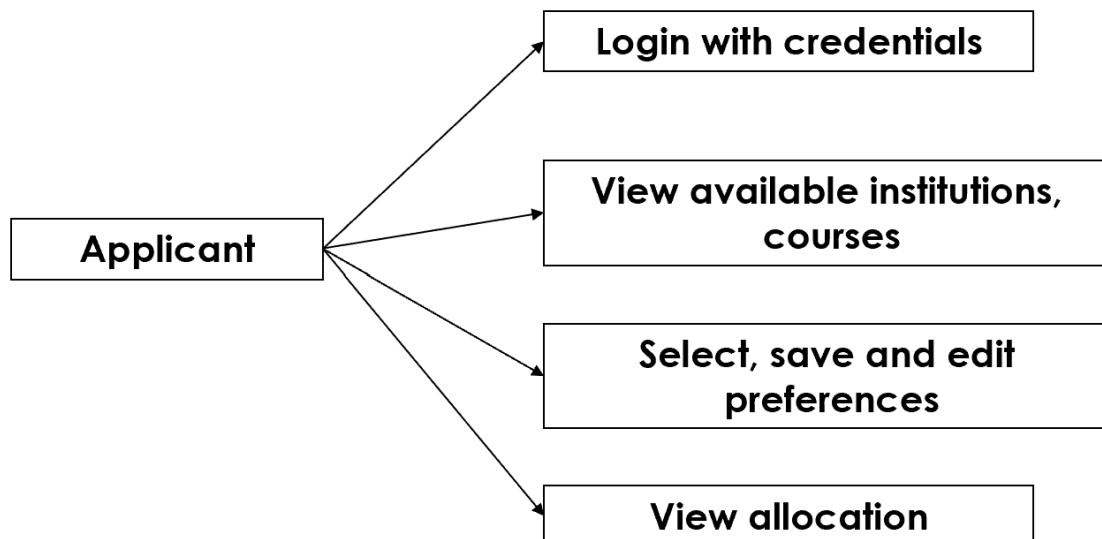 Login with credentials
View available institutions,
courses
Applicant
Select, save and edit
preferences
View allocation